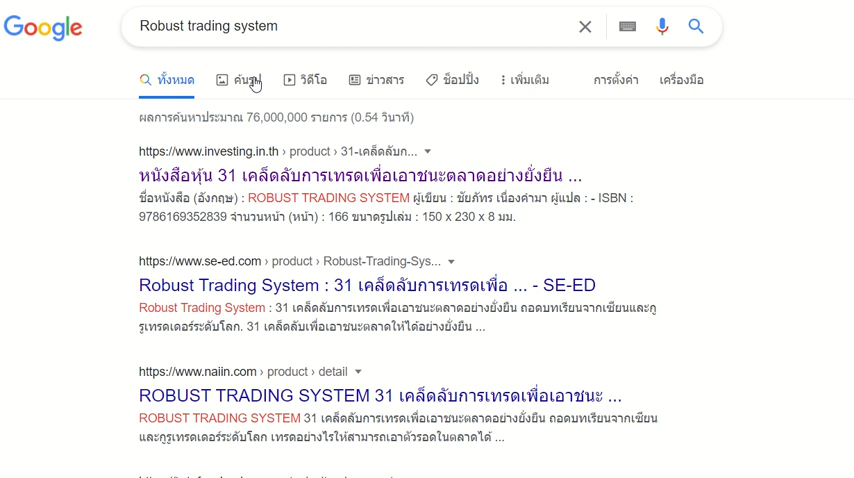 Google
Robust trading system
ทั้งหมด ค้นรูป วิดีโอ ข่าวสาร ช็อปปิ้ง เพิ่มเติม การตั้งค่า เครื่องมือ
ผลการค้นหาประมาณ 76,000,000 รายการ (0.54 วินาที)
https://www.investing.in.th › product › 31-เคล็ดลับก...
หนังสือหุ้น 31 เคล็ดลับการเทรดเพื่อเอาชนะตลาดอย่างยั่งยืน ...
ชื่อหนังสือ (อังกฤษ) : ROBUST TRADING SYSTEM ผู้เขียน : ชัยภัทร เนื่องคำมา ผู้แปล : - ISBN :
9786169352839 จำนวนหน้า (หน้า) : 166 ขนาดรูปเล่ม : 150 x 230 x 8 มม.
https://www.se-ed.com › product › Robust-Trading-Sys...
Robust Trading System : 31 เคล็ดลับการเทรดเพื่อ ... - SE-ED
Robust Trading System : 31 เคล็ดลับการเทรดเพื่อเอาชนะตลาดอย่างยั่งยืน ถอดบทเรียนจากเซียนและกู
รูเทรดเดอร์ระดับโลก. 31 เคล็ดลับเพื่อเอาชนะตลาดให้ได้อย่างยั่งยืน ...
https://www.naiin.com › product › detail
ROBUST TRADING SYSTEM 31 เคล็ดลับการเทรดเพื่อเอาชนะ ...
ROBUST TRADING SYSTEM 31 เคล็ดลับการเทรดเพื่อเอาชนะตลาดอย่างยั่งยืน ถอดบทเรียนจากเซียน
และกูรูเทรดเดอร์ระดับโลก เทรดอย่างไรให้สามารถเอาตัวรอดในตลาดได้ ...